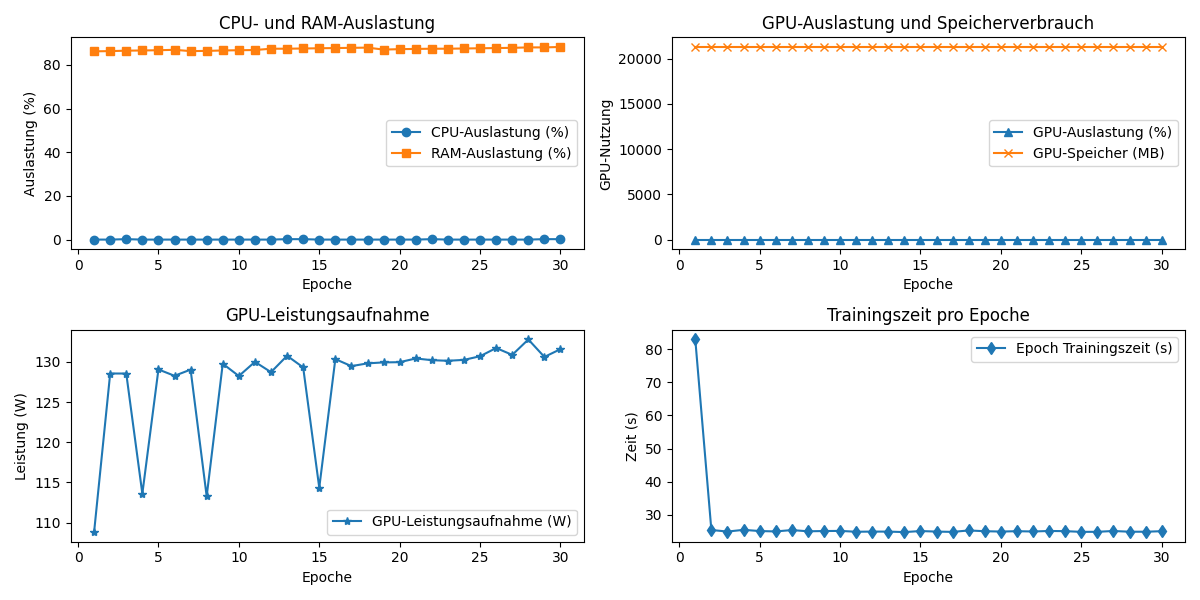 CPU- und RAM-Auslastung
Auslastung (%)
80
60
40
20
0
CPU-Auslastung (%)
RAM-Auslastung (%)
0 5 10 15 20 25 30
Epoche
GPU-Auslastung und Speicherverbrauch
GPU-Nutzung
20000
15000
10000
5000
0
GPU-Auslastung (%)
GPU-Speicher (MB)
0 5 10 15 20 25 30
Epoche
GPU-Leistungsaufnahme
Leistung (W)
130
125
120
115
110
GPU-Leistungsaufnahme (W)
0 5 10 15 20 25 30
Epoche
Trainingszeit pro Epoche
Zeit (s)
80
70
60
50
40
30
Epoch Trainingszeit (s)
0 5 10 15 20 25 30
Epoche